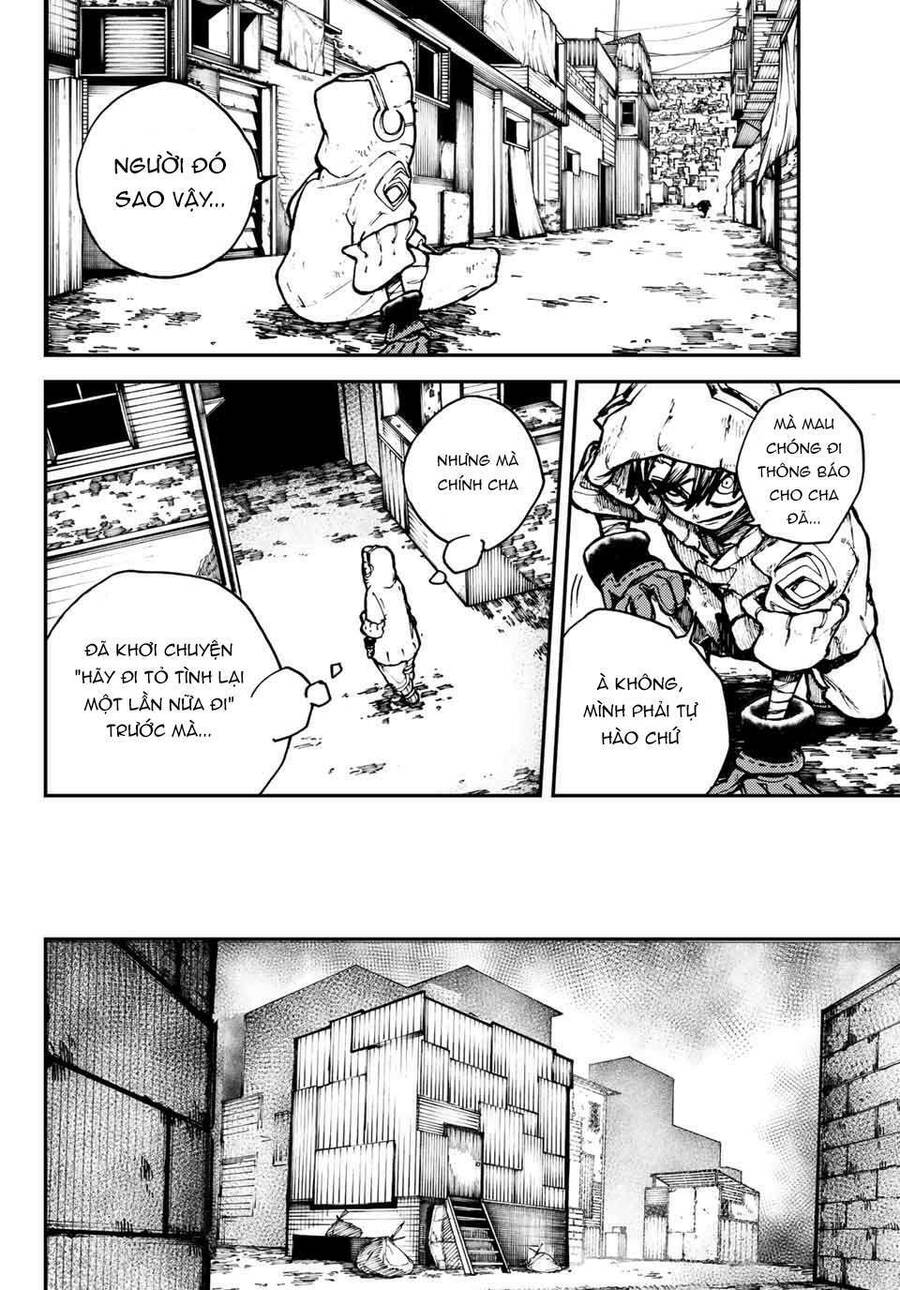 NGƯỜI ĐÓ
SAO VẬY...
MÀ MAU
CHÓNG ĐI
THÔNG BÁO
CHO CHA
ĐÃ...
À KHÔNG,
MÌNH PHẢI TỰ
HÀO CHỨ
NHƯNG MÀ
CHÍNH CHA
ĐÃ KHƠI CHUYỆN
"HÃY ĐI TỎ TÌNH LẠI
MỘT LẦN NỮA ĐI"
TRƯỚC MÀ...